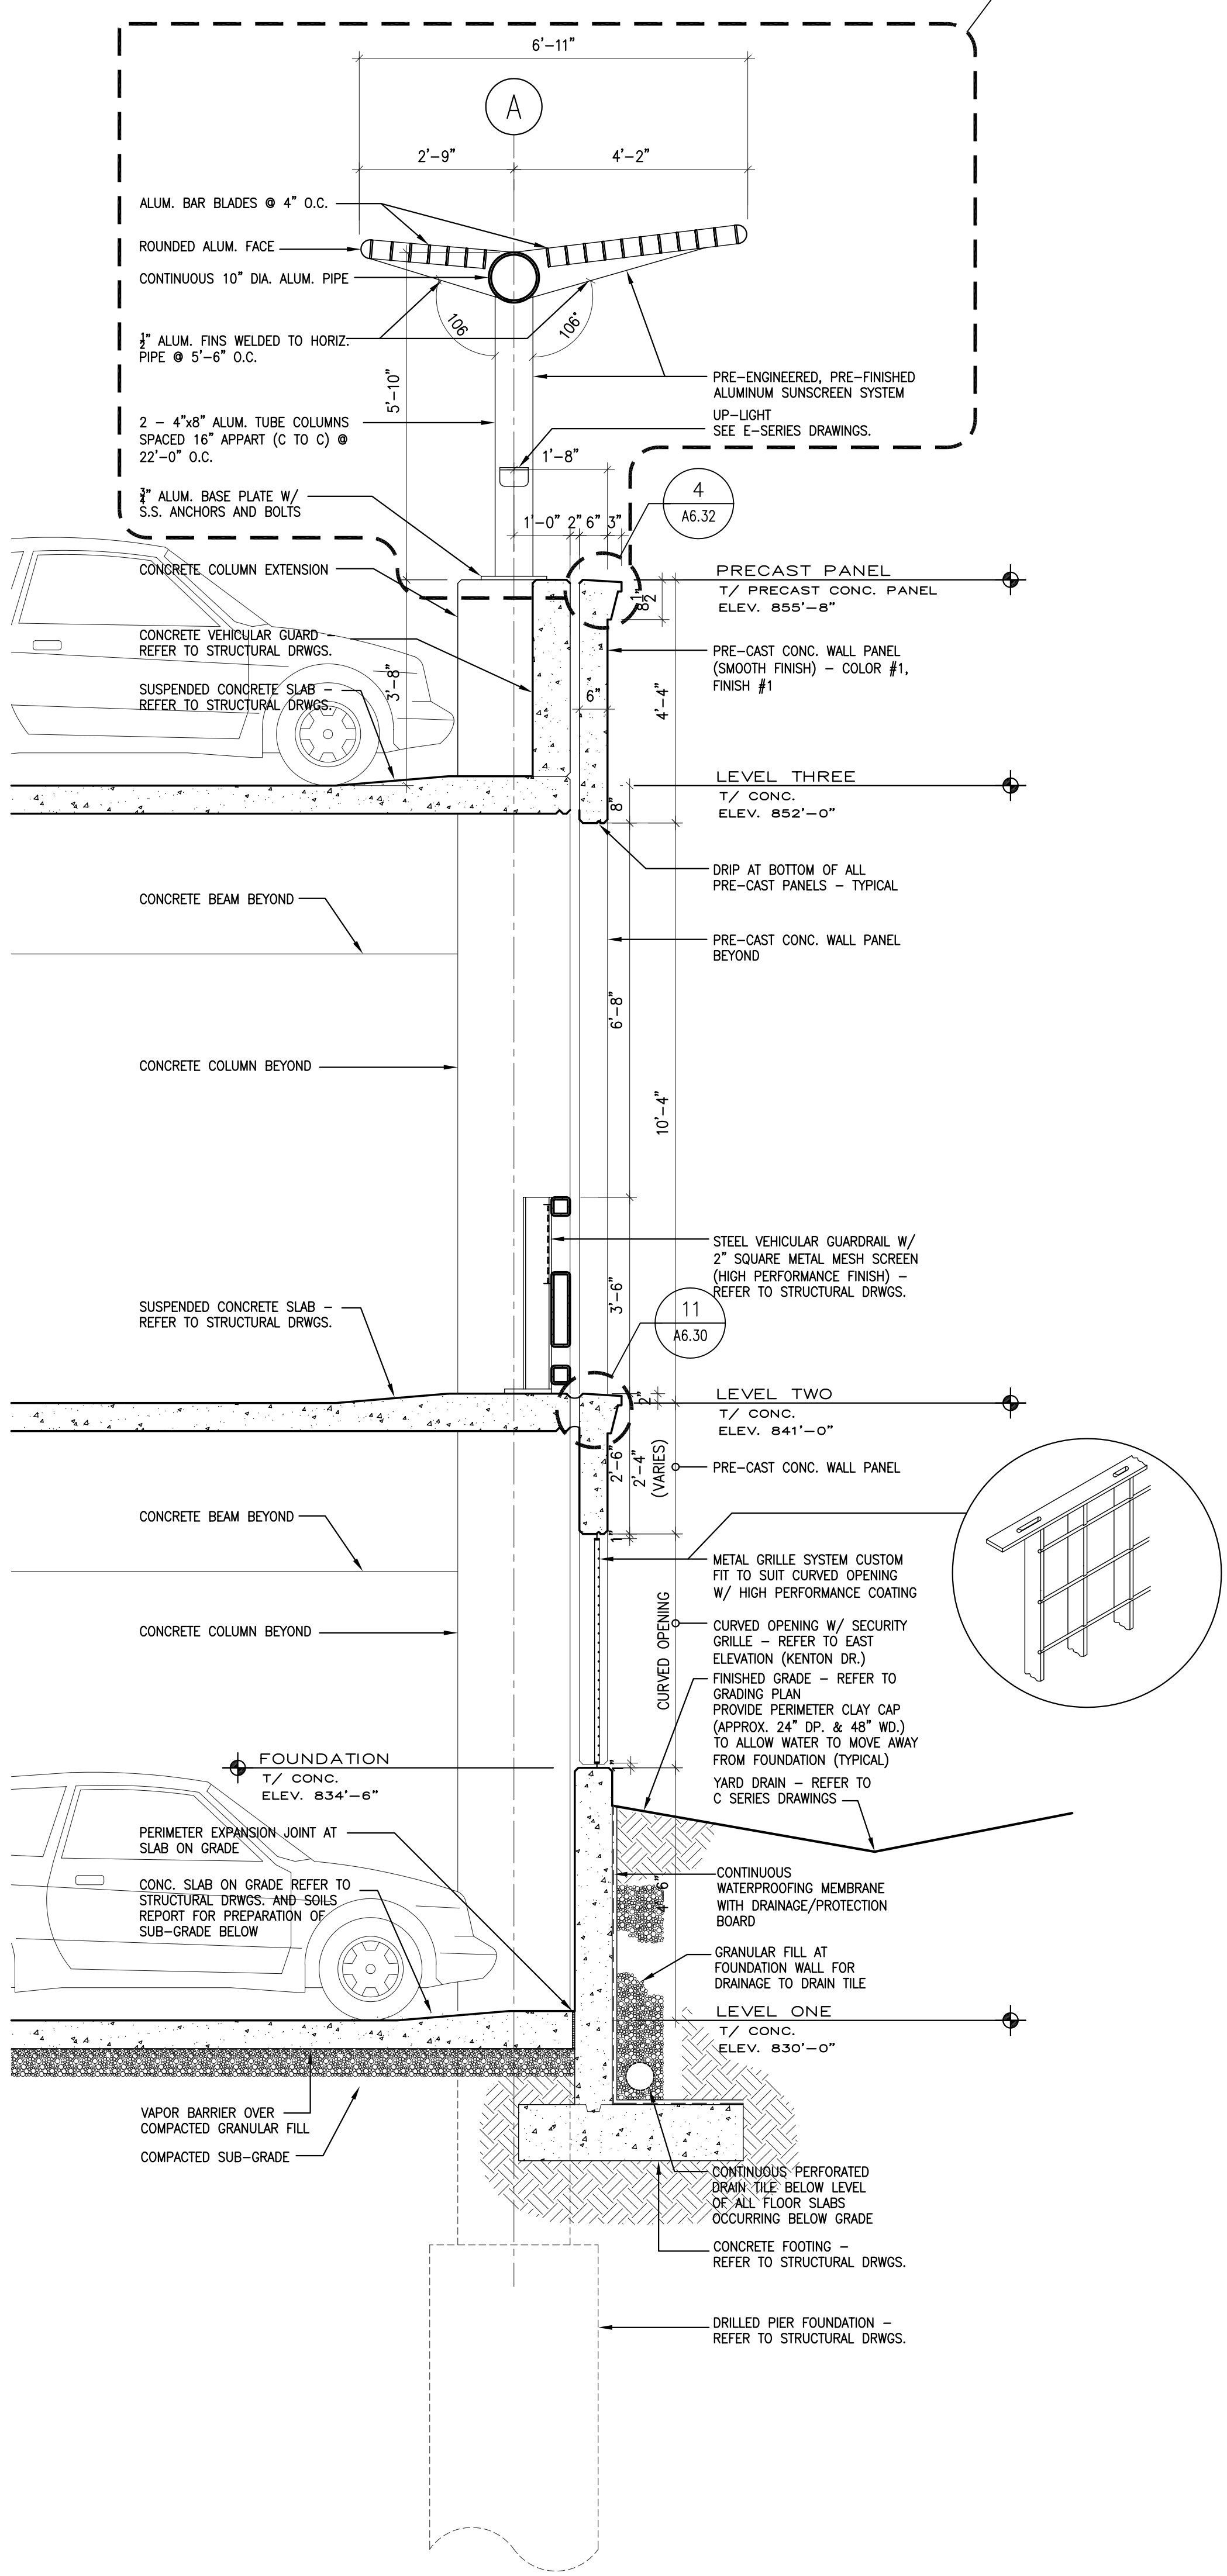 6'-11"
A
2'-9"
4'-2"
ALUM. BAR BLADES @ 4" O.C.
ROUNDED ALUM. FACE
CONTINUOUS 10" DIA. ALUM. PIPE
1/2" ALUM. FINS WELDED TO HORIZ.
PIPE @ 5'-6" O.C.
106
106°
5'-10"
PRE-ENGINEERED, PRE-FINISHED
ALUMINUM SUNSCREEN SYSTEM
UP-LIGHT
SEE E-SERIES DRAWINGS.
2 - 4"x8" ALUM. TUBE COLUMNS
SPACED 16" APPART (C TO C) @
22'-0" O.C.
1'-8"
3/4" ALUM. BASE PLATE W/
S.S. ANCHORS AND BOLTS
4
A6.32
1'-0" 2" 6" 3"
CONCRETE COLUMN EXTENSION
PRECAST PANEL
T/ PRECAST CONC. PANEL
ELEV. 855'-8"
8 1/2"
CONCRETE VEHICULAR GUARD -
REFER TO STRUCTURAL DRWGS.
PRE-CAST CONC. WALL PANEL
(SMOOTH FINISH) - COLOR #1,
FINISH #1
SUSPENDED CONCRETE SLAB -
REFER TO STRUCTURAL DRWGS.
3'-8"
6"
4'-4"
LEVEL THREE
T/ CONC.
ELEV. 852'-0"
8"
DRIP AT BOTTOM OF ALL
PRE-CAST PANELS - TYPICAL
CONCRETE BEAM BEYOND
PRE-CAST CONC. WALL PANEL
BEYOND
6'-8"
CONCRETE COLUMN BEYOND
10'-4"
STEEL VEHICULAR GUARDRAIL W/
2" SQUARE METAL MESH SCREEN
(HIGH PERFORMANCE FINISH) -
REFER TO STRUCTURAL DRWGS.
3'-6"
11
A6.30
SUSPENDED CONCRETE SLAB -
REFER TO STRUCTURAL DRWGS.
LEVEL TWO
T/ CONC.
ELEV. 841'-0"
2"
2'-6"
2'-4"
(VARIES)
PRE-CAST CONC. WALL PANEL
CONCRETE BEAM BEYOND
1"
METAL GRILLE SYSTEM CUSTOM
FIT TO SUIT CURVED OPENING
W/ HIGH PERFORMANCE COATING
CONCRETE COLUMN BEYOND
CURVED OPENING
CURVED OPENING W/ SECURITY
GRILLE - REFER TO EAST
ELEVATION (KENTON DR.)
FINISHED GRADE - REFER TO
GRADING PLAN
PROVIDE PERIMETER CLAY CAP
(APPROX. 24" DP. & 48" WD.)
TO ALLOW WATER TO MOVE AWAY
FROM FOUNDATION (TYPICAL)
FOUNDATION
T/ CONC.
ELEV. 834'-6"
1"
YARD DRAIN - REFER TO
C SERIES DRAWINGS
PERIMETER EXPANSION JOINT AT
SLAB ON GRADE
CONC. SLAB ON GRADE REFER TO
STRUCTURAL DRWGS. AND SOILS
REPORT FOR PREPARATION OF
SUB-GRADE BELOW
4'-6"
CONTINUOUS
WATERPROOFING MEMBRANE
WITH DRAINAGE/PROTECTION
BOARD
GRANULAR FILL AT
FOUNDATION WALL FOR
DRAINAGE TO DRAIN TILE
LEVEL ONE
T/ CONC.
ELEV. 830'-0"
VAPOR BARRIER OVER
COMPACTED GRANULAR FILL
COMPACTED SUB-GRADE
CONTINUOUS PERFORATED
DRAIN TILE BELOW LEVEL
OF ALL FLOOR SLABS
OCCURRING BELOW GRADE
CONCRETE FOOTING -
REFER TO STRUCTURAL DRWGS.
DRILLED PIER FOUNDATION -
REFER TO STRUCTURAL DRWGS.